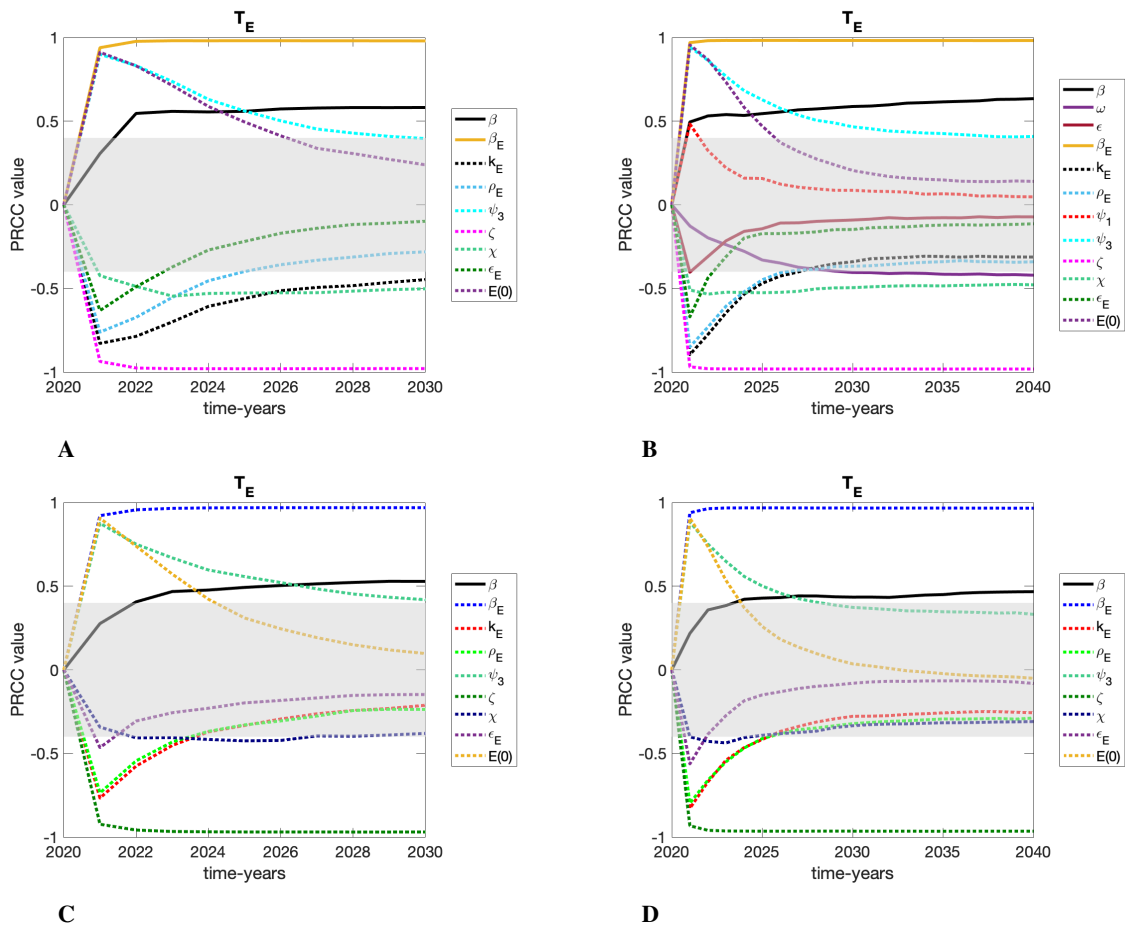 T_E
1
0.5
0
-0.5
-1
PRCC value
2020
2022
2024
2026
2028
2030
time-years
β
β_E
k_E
ρ_E
ψ_3
ζ
χ
ϵ_E
E(0)
A
T_E
1
0.5
0
-0.5
-1
PRCC value
2020
2025
2030
2035
2040
time-years
β
ω
ϵ
β_E
k_E
ρ_E
ψ_1
ψ_3
ζ
χ
ϵ_E
E(0)
B
T_E
1
0.5
0
-0.5
-1
PRCC value
2020
2022
2024
2026
2028
2030
time-years
β
β_E
k_E
ρ_E
ψ_3
ζ
χ
ϵ_E
E(0)
C
T_E
1
0.5
0
-0.5
-1
PRCC value
2020
2025
2030
2035
2040
time-years
β
β_E
k_E
ρ_E
ψ_3
ζ
χ
ϵ_E
E(0)
D